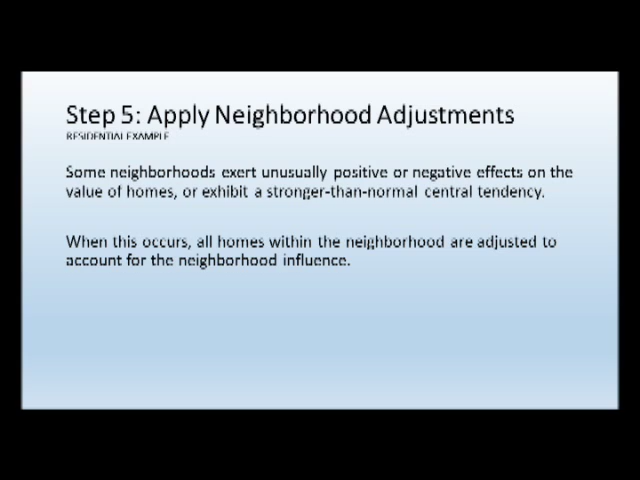 Step 5: Apply Neighborhood Adjustments
RESIDENTIAL EXAMPLE
Some neighborhoods exert unusually positive or negative effects on the
value of homes, or exhibit a stronger-than-normal central tendency.
When this occurs, all homes within the neighborhood are adjusted to
account for the neighborhood influence.